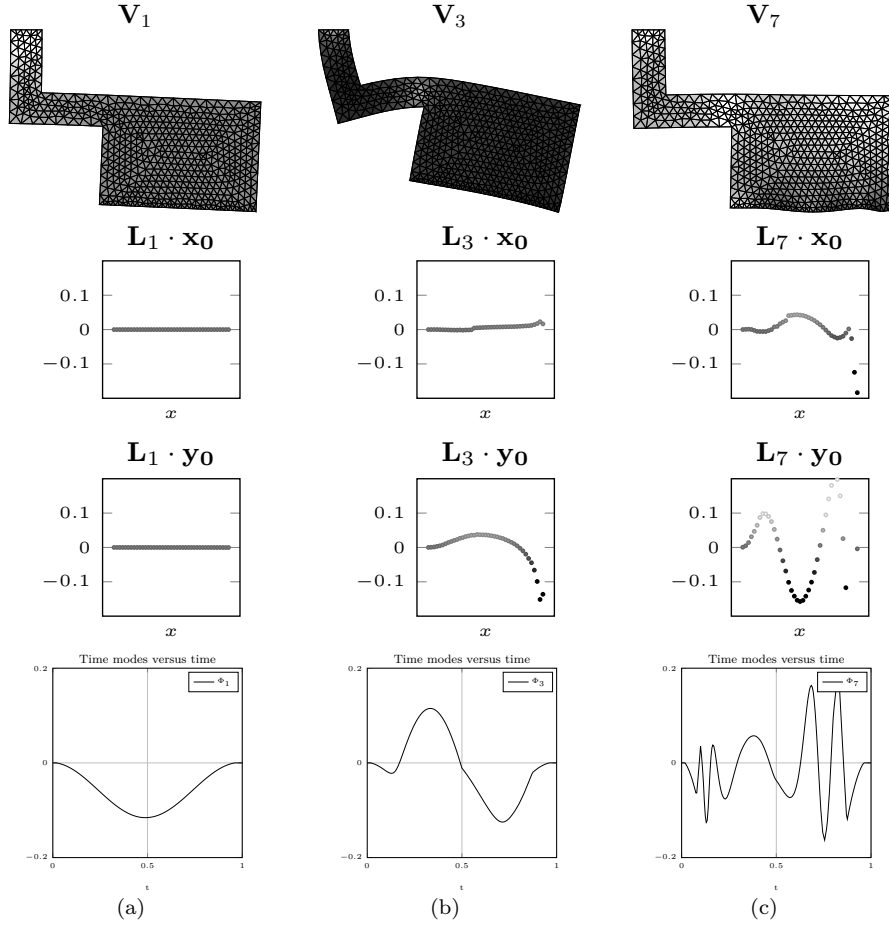 V₁ V₃ V₇
L₁ · x₀ L₃ · x₀ L₇ · x₀
0.1 0.1 0.1
0 0 0
−0.1 −0.1 −0.1
x x x
L₁ · y₀ L₃ · y₀ L₇ · y₀
0.1 0.1 0.1
0 0 0
−0.1 −0.1 −0.1
x x x
Time modes versus time Time modes versus time Time modes versus time
0.2 0.2 0.2
Φ₁ Φ₃ Φ₇
0 0 0
−0.2 −0.2 −0.2
0 0.5 1 0 0.5 1 0 0.5 1
t t t
(a) (b) (c)